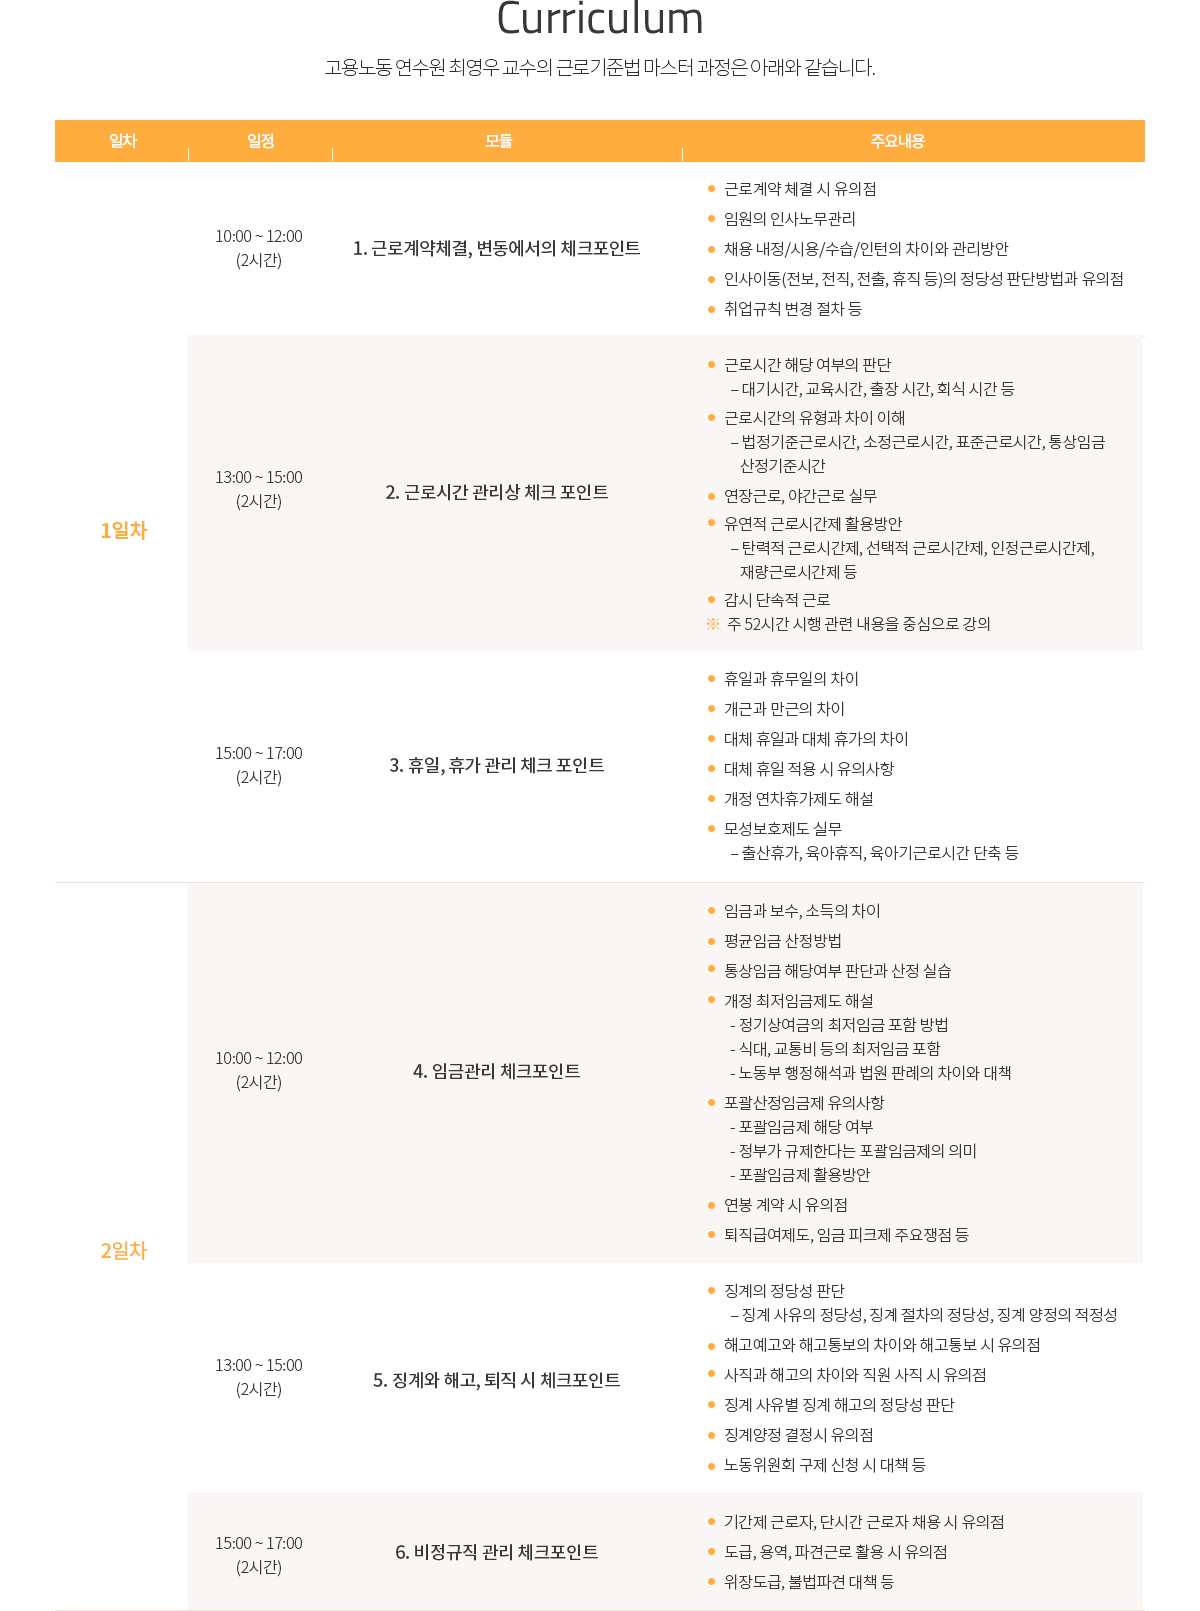 Curriculum
고용노동 연수원 최영우 교수의 근로기준법 마스터 과정은 아래와 같습니다.
일차 일정 모듈 주요내용
1일차
10:00 ~ 12:00
(2시간)
1. 근로계약체결, 변동에서의 체크포인트
근로계약 체결 시 유의점
임원의 인사노무관리
채용 내정/시용/수습/인턴의 차이와 관리방안
인사이동(전보, 전직, 전출, 휴직 등)의 정당성 판단방법과 유의점
취업규칙 변경 절차 등
13:00 ~ 15:00
(2시간)
2. 근로시간 관리상 체크 포인트
근로시간 해당 여부의 판단
– 대기시간, 교육시간, 출장 시간, 회식 시간 등
근로시간의 유형과 차이 이해
– 법정기준근로시간, 소정근로시간, 표준근로시간, 통상임금
산정기준시간
연장근로, 야간근로 실무
유연적 근로시간제 활용방안
– 탄력적 근로시간제, 선택적 근로시간제, 인정근로시간제,
재량근로시간제 등
감시 단속적 근로
※ 주 52시간 시행 관련 내용을 중심으로 강의
15:00 ~ 17:00
(2시간)
3. 휴일, 휴가 관리 체크 포인트
휴일과 휴무일의 차이
개근과 만근의 차이
대체 휴일과 대체 휴가의 차이
대체 휴일 적용 시 유의사항
개정 연차휴가제도 해설
모성보호제도 실무
– 출산휴가, 육아휴직, 육아기근로시간 단축 등
2일차
10:00 ~ 12:00
(2시간)
4. 임금관리 체크포인트
임금과 보수, 소득의 차이
평균임금 산정방법
통상임금 해당여부 판단과 산정 실습
개정 최저임금제도 해설
- 정기상여금의 최저임금 포함 방법
- 식대, 교통비 등의 최저임금 포함
- 노동부 행정해석과 법원 판례의 차이와 대책
포괄산정임금제 유의사항
- 포괄임금제 해당 여부
- 정부가 규제한다는 포괄임금제의 의미
- 포괄임금제 활용방안
연봉 계약 시 유의점
퇴직급여제도, 임금 피크제 주요쟁점 등
13:00 ~ 15:00
(2시간)
5. 징계와 해고, 퇴직 시 체크포인트
징계의 정당성 판단
– 징계 사유의 정당성, 징계 절차의 정당성, 징계 양정의 적정성
해고예고와 해고통보의 차이와 해고통보 시 유의점
사직과 해고의 차이와 직원 사직 시 유의점
징계 사유별 징계 해고의 정당성 판단
징계양정 결정시 유의점
노동위원회 구제 신청 시 대책 등
15:00 ~ 17:00
(2시간)
6. 비정규직 관리 체크포인트
기간제 근로자, 단시간 근로자 채용 시 유의점
도급, 용역, 파견근로 활용 시 유의점
위장도급, 불법파견 대책 등